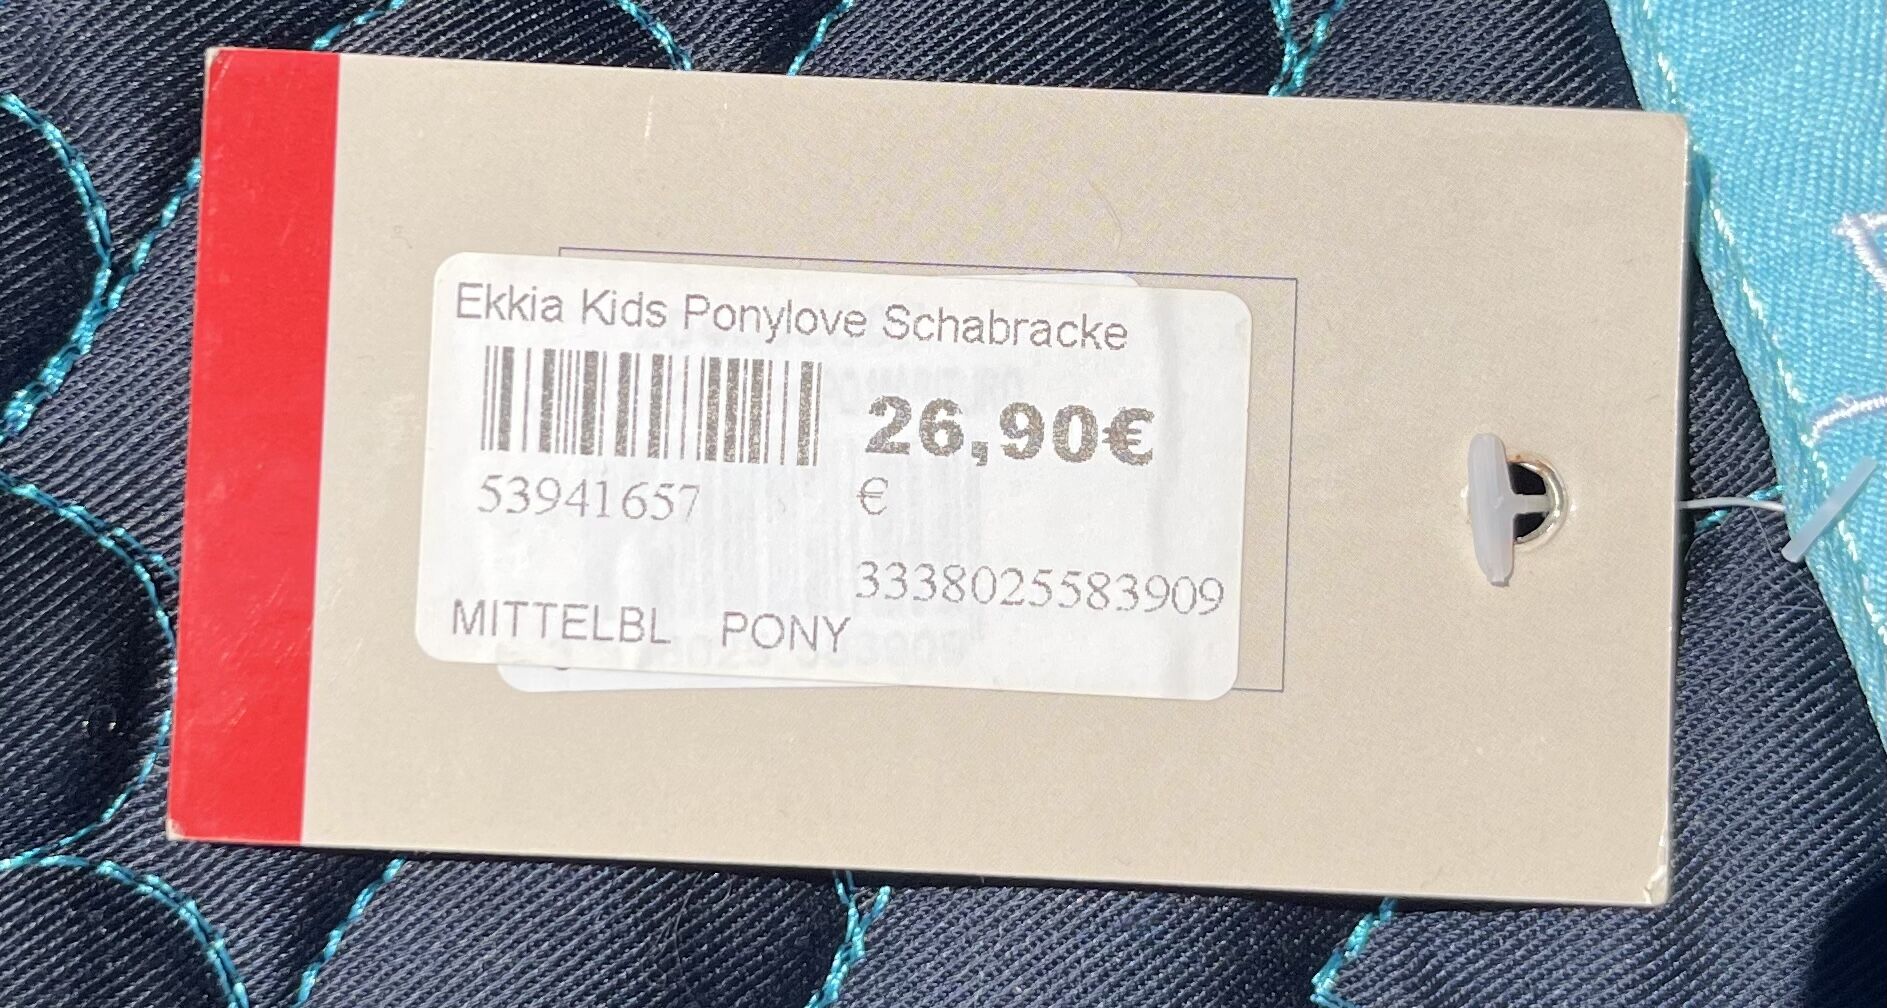 Ekkia Kids Ponylove Schabracke
26,90€
53941657
€
3338025583909
MITTELBL PONY